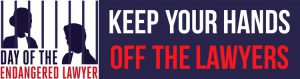 DAY OF THE
ENDANGERED LAWYER
KEEP YOUR HANDS
OFF THE LAWYERS